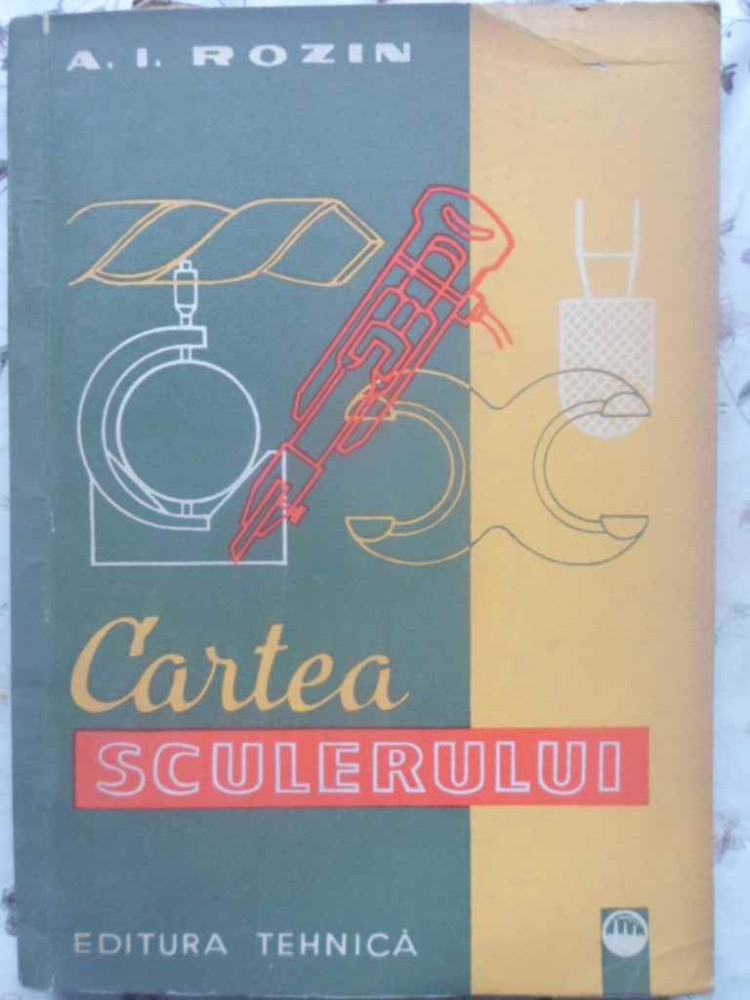 A. I. ROZIN
Cartea
SCULERULUI
EDITURA TEHNICĂ